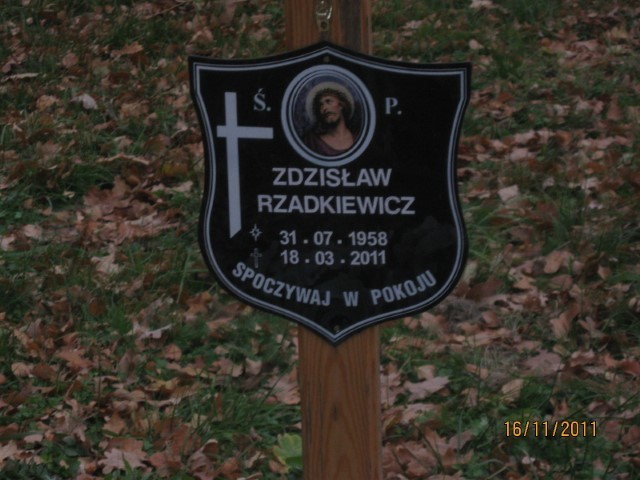 Ś. P.
ZDZISŁAW
RZADKIEWICZ
31.07.1958
18.03.2011
SPOCZYWAJ W POKOJU
16/11/2011